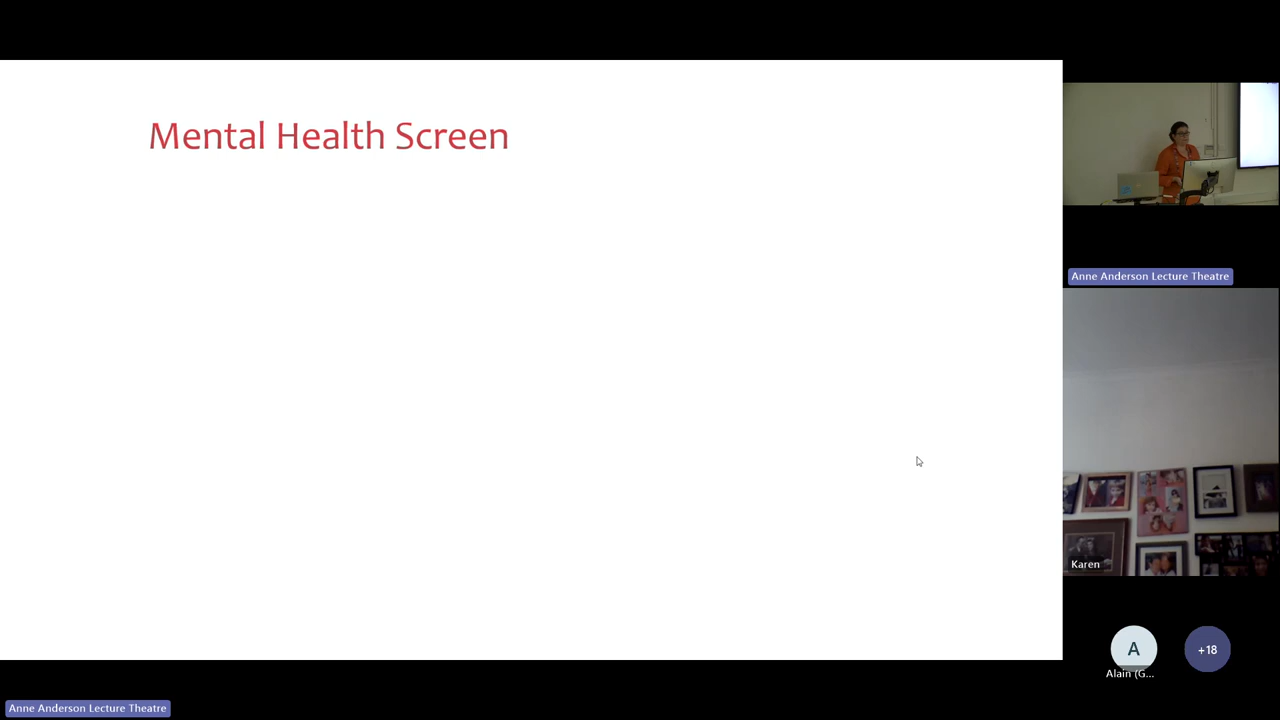 Mental Health Screen
Anne Anderson Lecture Theatre
Karen
A
+18
Alain (G...
Anne Anderson Lecture Theatre